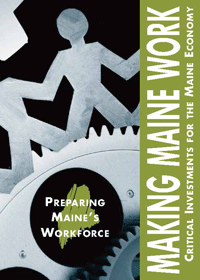 MAKING MAINE WORK
CRITICAL INVESTMENTS FOR THE MAINE ECONOMY
PREPARING
MAINE'S
WORKFORCE